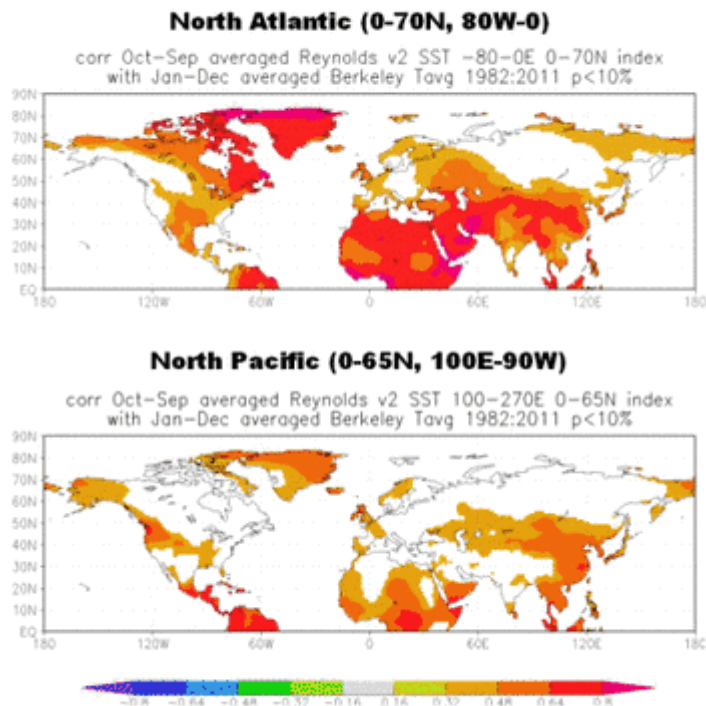 North Atlantic (0-70N, 80W-0)
corr Oct-Sep averaged Reynolds v2 SST -80-0E 0-70N index
with Jan-Dec averaged Berkeley Tavg 1982:2011 p<10%
90N
80N
70N
60N
50N
40N
30N
20N
10N
EQ
180 120W 60W 0 60E 120E 180
North Pacific (0-65N, 100E-90W)
corr Oct-Sep averaged Reynolds v2 SST 100-270E 0-65N index
with Jan-Dec averaged Berkeley Tavg 1982:2011 p<10%
90N
80N
70N
60N
50N
40N
30N
20N
10N
EQ
180 120W 60W 0 60E 120E 180
-0.8 -0.64 -0.48 -0.32 -0.16 0.16 0.32 0.48 0.64 0.8